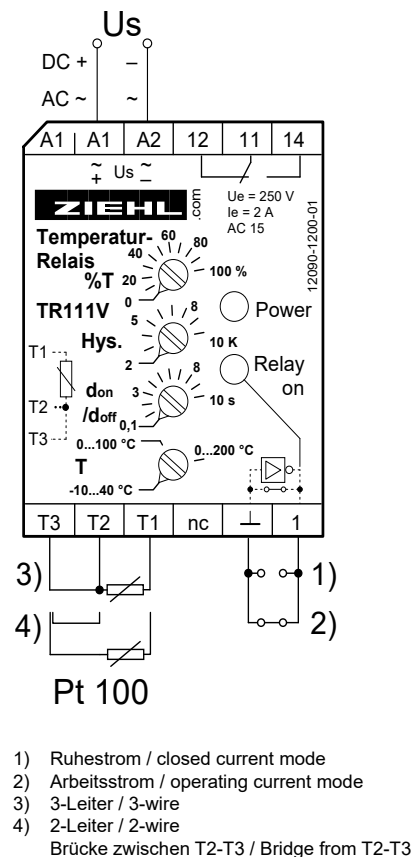 Us
DC + –
AC ~ ~
A1 A1 A2 12 11 14
~ Us ~
+ –
ZIEHL .com
Ue = 250 V
Ie = 2 A
AC 15
12090-1200-01
Temperatur-
Relais
%T
0 20 40 60 80 100 %
TR111V
Power
Hys.
2 5 8 10 K
Relay
on
T1
T2
T3
don
/doff
0,1 3 8 10 s
T
0...100 °C
0...200 °C
-10...40 °C
T3 T2 T1 nc ⊥ 1
3) 1)
4) 2)
Pt 100
1) Ruhestrom / closed current mode
2) Arbeitsstrom / operating current mode
3) 3-Leiter / 3-wire
4) 2-Leiter / 2-wire
Brücke zwischen T2-T3 / Bridge from T2-T3